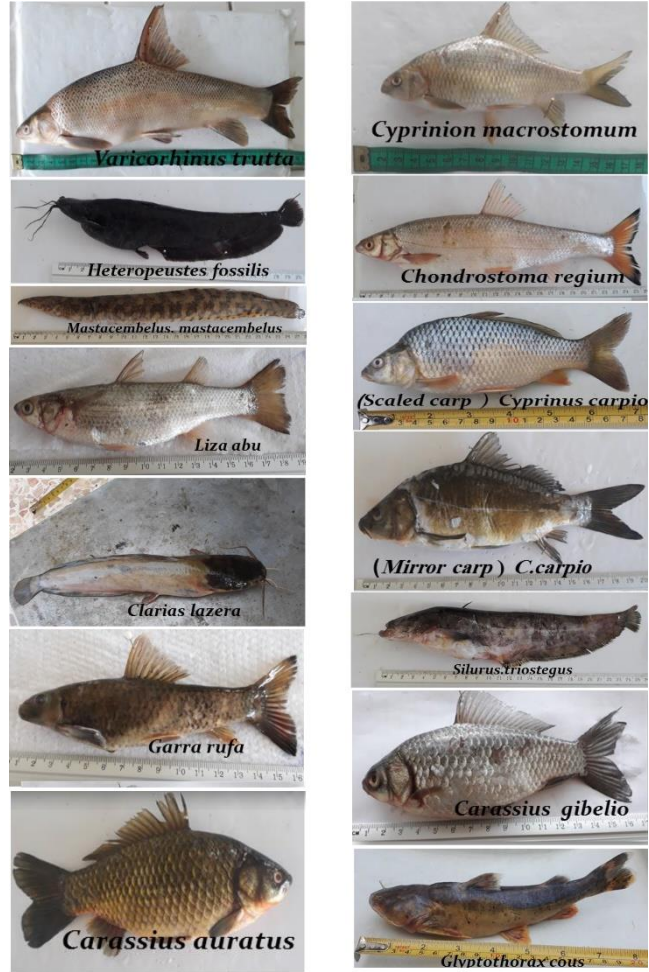 Varicorhinus trutta
Heteropeustes fossilis
Mastacembelus. mastacembelus
Liza abu
Clarias lazera
Garra rufa
Carassius auratus
Cyprinion macrostomum
Chondrostoma regium
(Scaled carp ) Cyprinus carpio
(Mirror carp ) C.carpio
Silurus.triostegus
Carassius gibelio
Glyptothorax cous